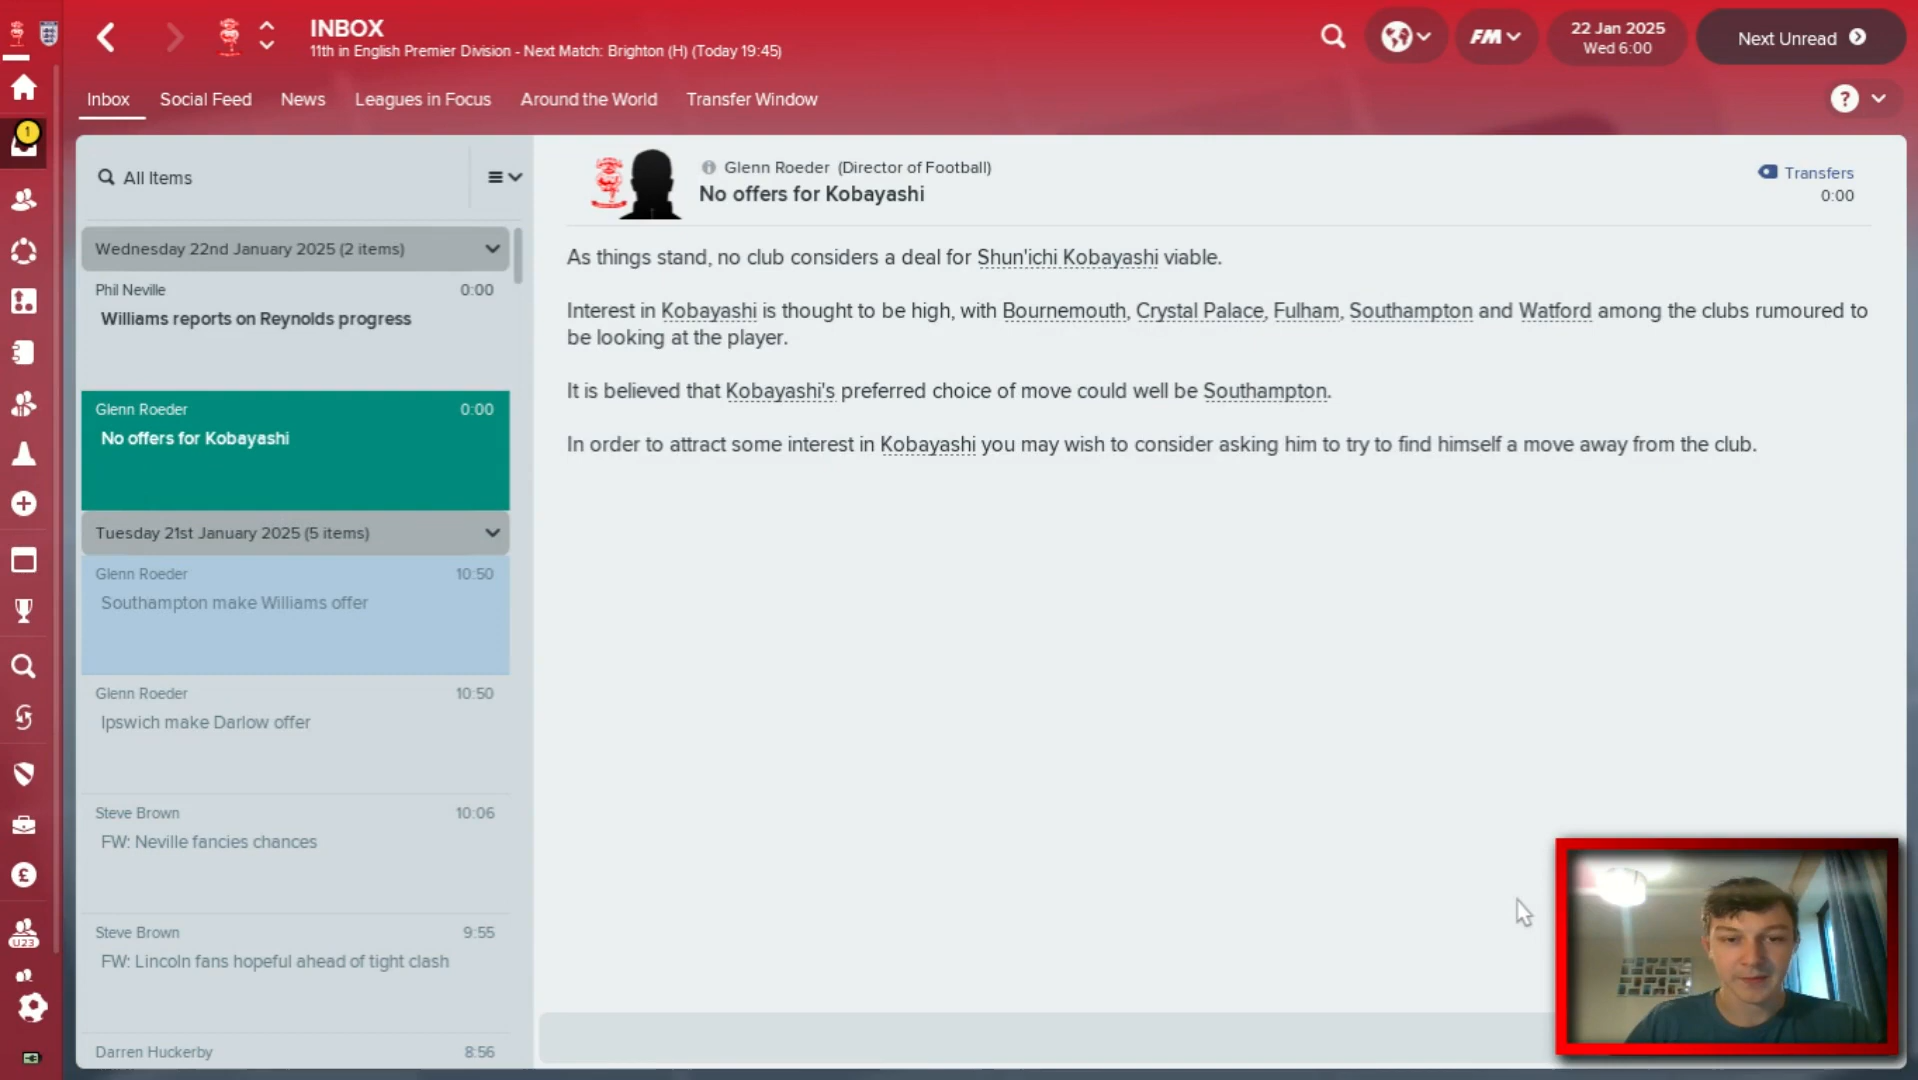 INBOX
11th in English Premier Division - Next Match: Brighton (H) (Today 19:45)
FM
22 Jan 2025
Wed 6:00
Next Unread
Inbox
Social Feed
News
Leagues in Focus
Around the World
Transfer Window
?
1
All Items
Wednesday 22nd January 2025 (2 items)
Phil Neville
0:00
Williams reports on Reynolds progress
Glenn Roeder
0:00
No offers for Kobayashi
Tuesday 21st January 2025 (5 items)
Glenn Roeder
10:50
Southampton make Williams offer
Glenn Roeder
10:50
Ipswich make Darlow offer
Steve Brown
10:06
FW: Neville fancies chances
Steve Brown
9:55
FW: Lincoln fans hopeful ahead of tight clash
Darren Huckerby
8:56
£
U23
Glenn Roeder (Director of Football)
No offers for Kobayashi
Transfers
0:00
As things stand, no club considers a deal for Shun'ichi Kobayashi viable.
Interest in Kobayashi is thought to be high, with Bournemouth, Crystal Palace, Fulham, Southampton and Watford among the clubs rumoured to
be looking at the player.
It is believed that Kobayashi's preferred choice of move could well be Southampton.
In order to attract some interest in Kobayashi you may wish to consider asking him to try to find himself a move away from the club.